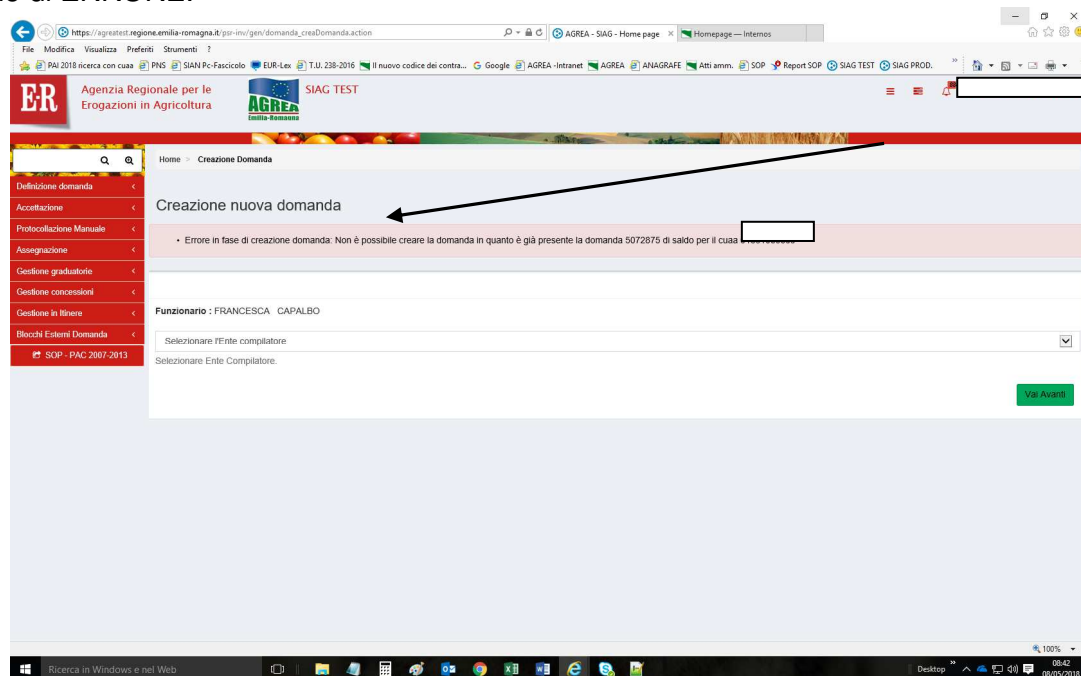 https://agreatest.regione.emilia-romagna.it/psr-inv/gen/domanda_creaDomanda.action
AGREA - SIAG - Home page
Homepage — Internos
File Modifica Visualizza Preferiti Strumenti ?
PAI 2018 ricerca con cuaa PNS SIAN Pc-Fascicolo EUR-Lex T.U. 238-2016 Il nuovo codice dei contra... Google AGREA -Intranet AGREA ANAGRAFE Atti amm. SOP Report SOP SIAG TEST SIAG PROD.
E·R
Agenzia Regionale per le
Erogazioni in Agricoltura
AGREA
Emilia-Romagna
SIAG TEST
Home > Creazione Domanda
Definizione domanda
Accettazione
Protocollazione Manuale
Assegnazione
Gestione graduatorie
Gestione concessioni
Gestione in Itinere
Blocchi Esterni Domanda
SOP - PAC 2007-2013
Creazione nuova domanda
• Errore in fase di creazione domanda: Non è possibile creare la domanda in quanto è già presente la domanda 5072875 di saldo per il cuaa
Funzionario : FRANCESCA CAPALBO
Selezionare l'Ente compilatore
Selezionare Ente Compilatore.
Vai Avanti
100%
Ricerca in Windows e nel Web
Desktop
08:42
08/05/2018